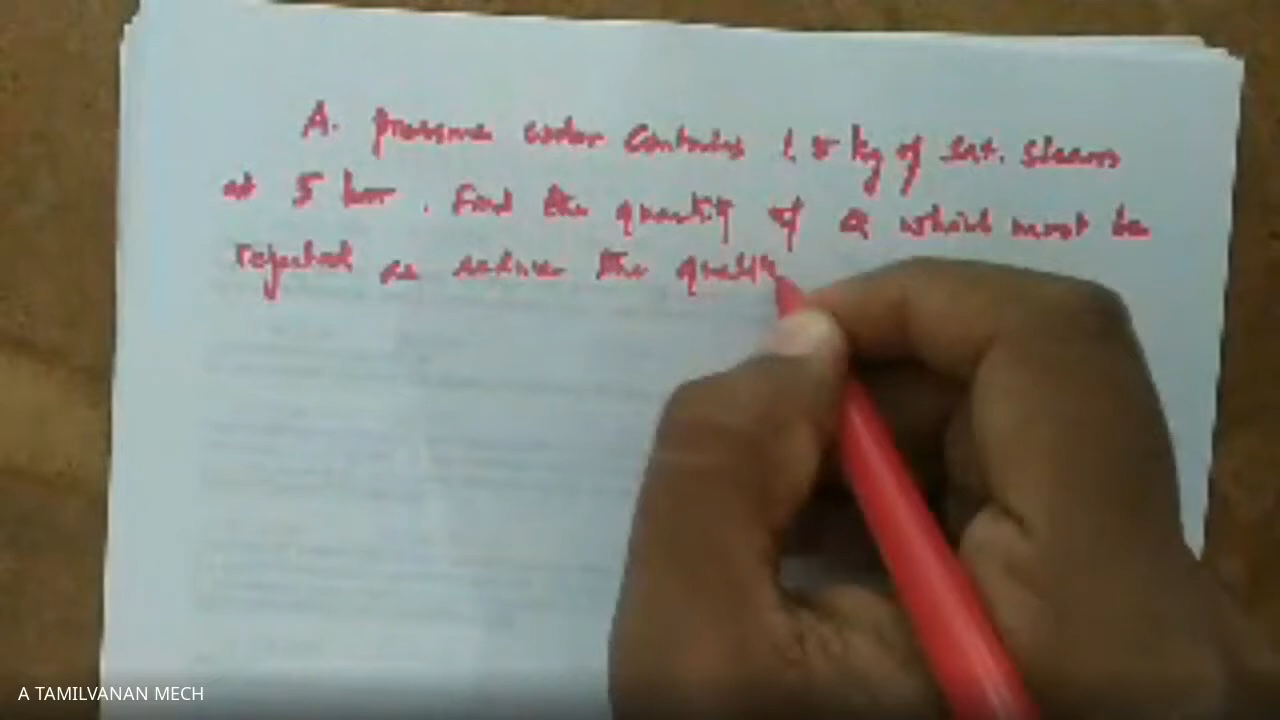 A. pressure cooker contains 1.5 kg of sat. steam
at 5 bar. Find the quantity of Q which must be
rejected as reduce the quality
A TAMILVANAN MECH